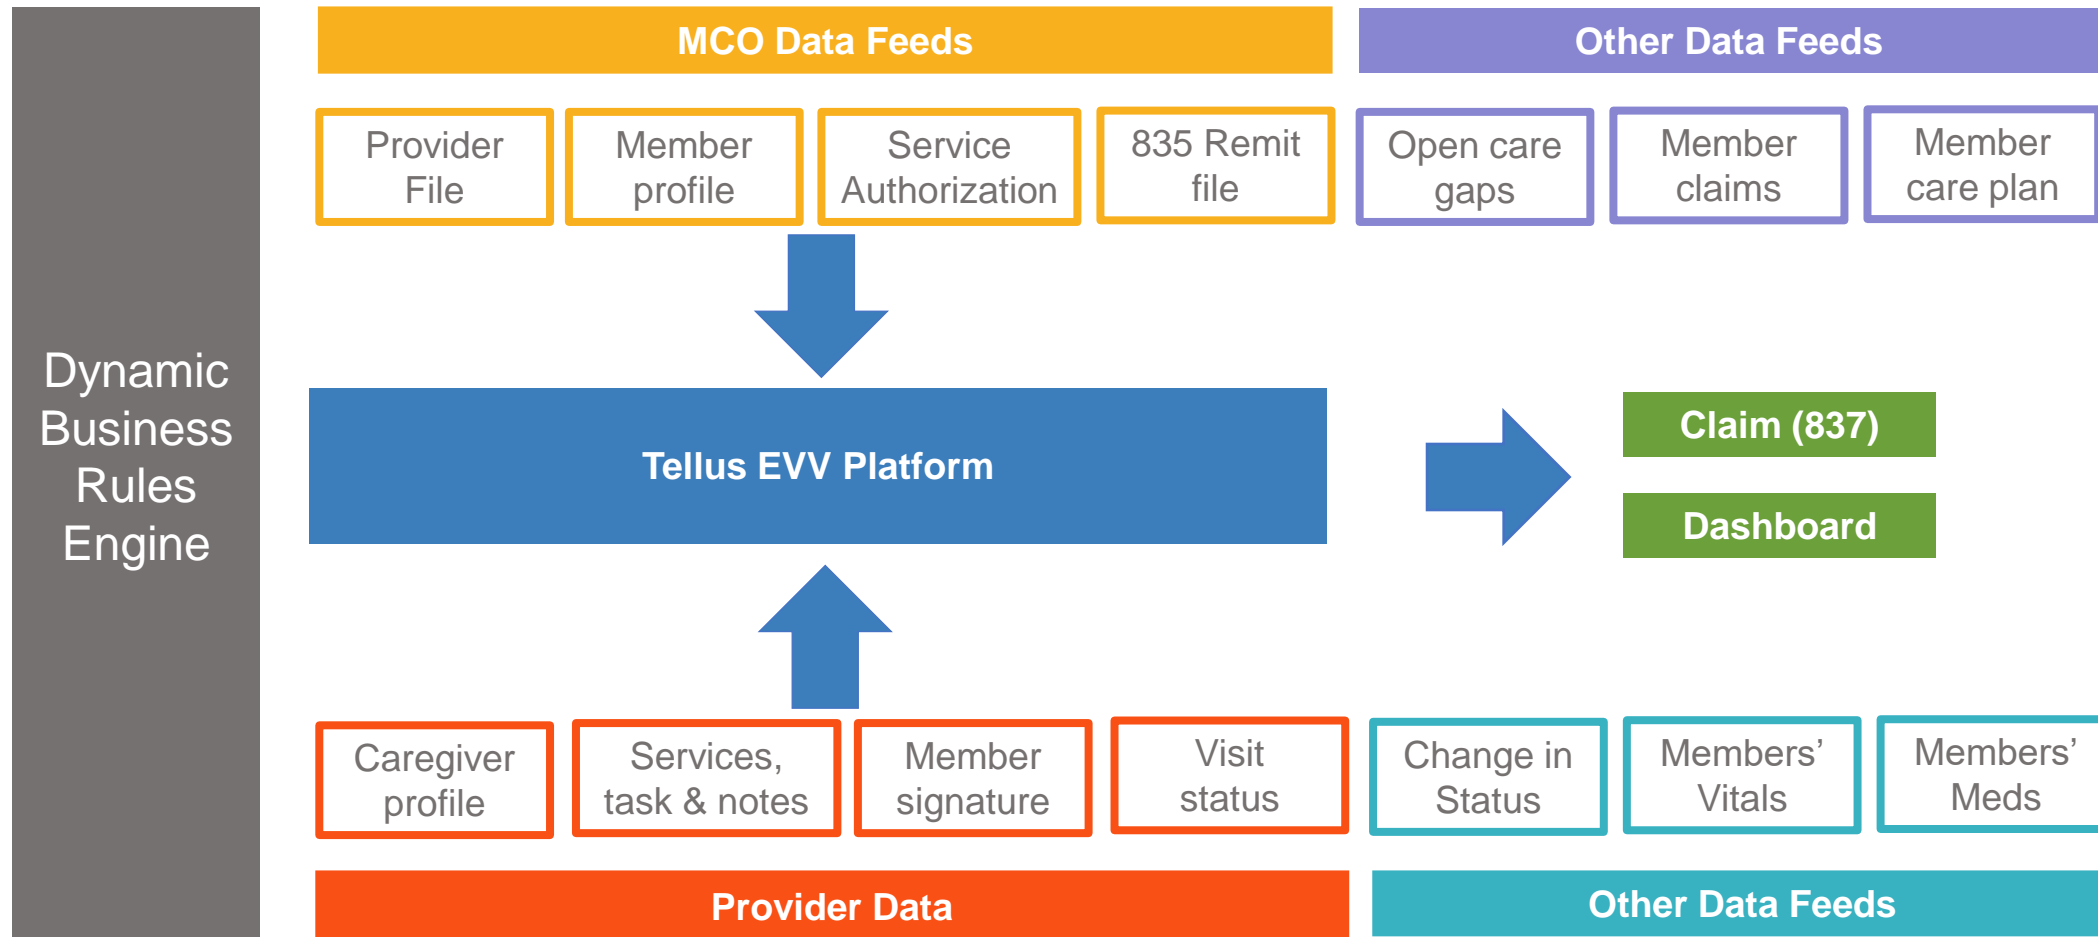 MCO Data Feeds
Other Data Feeds
Provider
File
Member
profile
Service
Authorization
835 Remit
file
Open care
gaps
Member
claims
Member
care plan
Dynamic
Business
Rules
Engine
Tellus EVV Platform
Claim (837)
Dashboard
Caregiver
profile
Services,
task & notes
Member
signature
Visit
status
Change in
Status
Members’
Vitals
Members’
Meds
Provider Data
Other Data Feeds